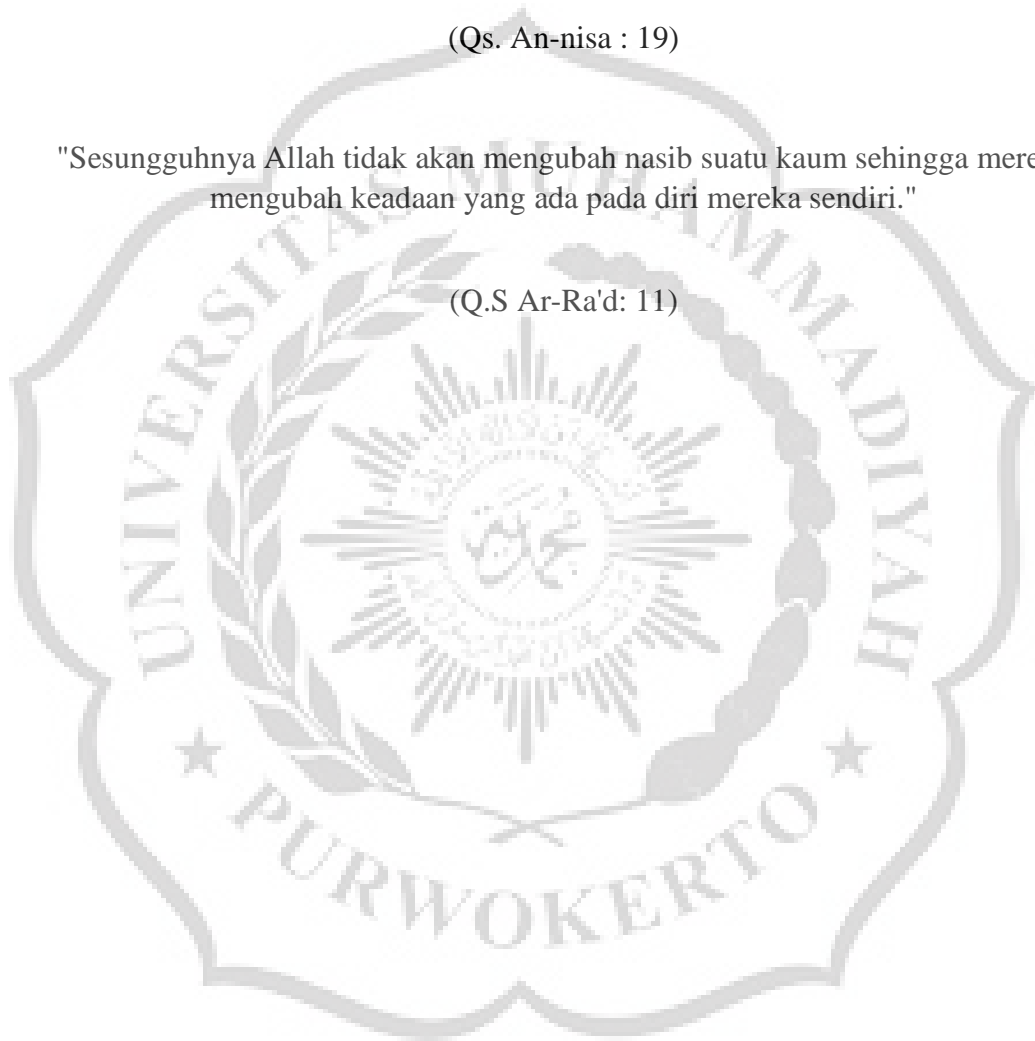 (Qs. An-nisa : 19)
"Sesungguhnya Allah tidak akan mengubah nasib suatu kaum sehingga mere
mengubah keadaan yang ada pada diri mereka sendiri."
(Q.S Ar-Ra'd: 11)
UNIVERSITAS MUHAMMADIYAH
PURWOKERTO